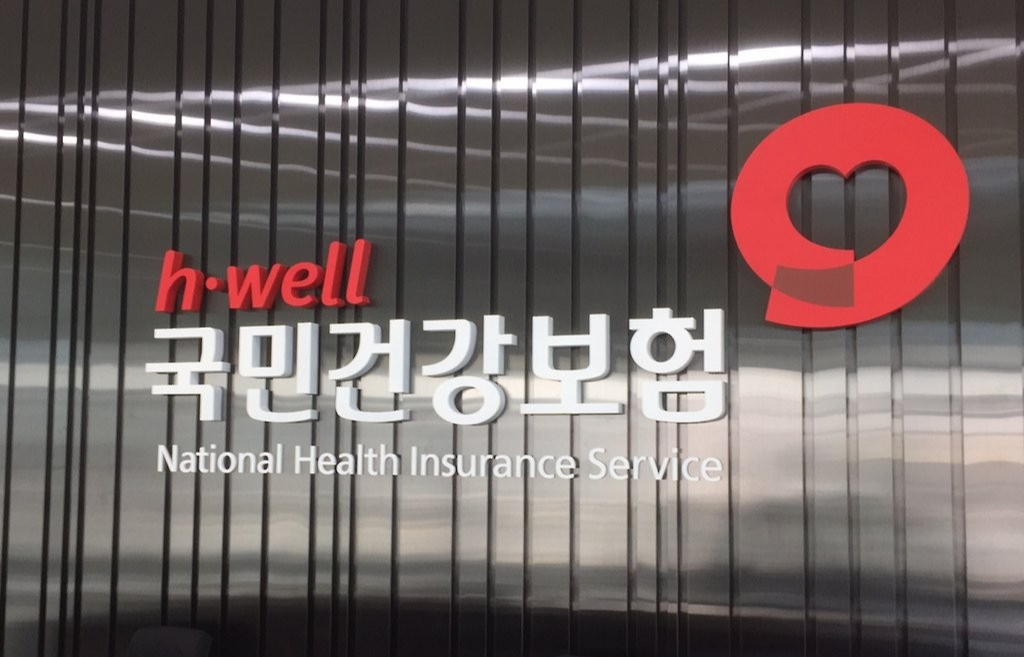 h·well
국민건강보험
National Health Insurance Service